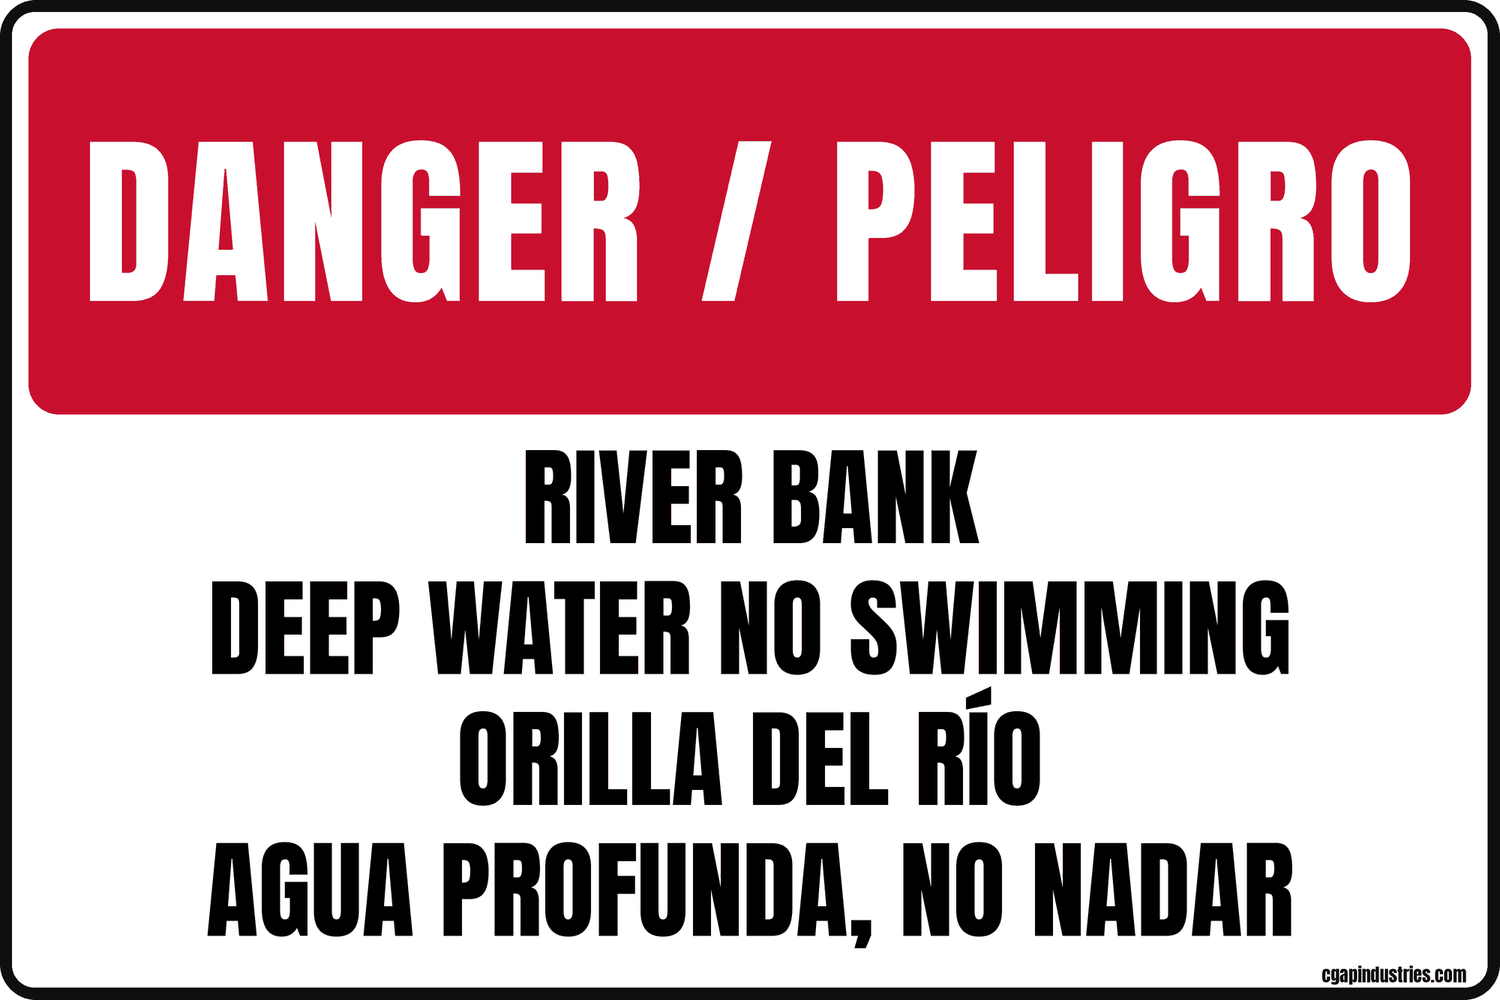 DANGER / PELIGRO
RIVER BANK
DEEP WATER NO SWIMMING
ORILLA DEL RÍO
AGUA PROFUNDA, NO NADAR
cgapindustries.com